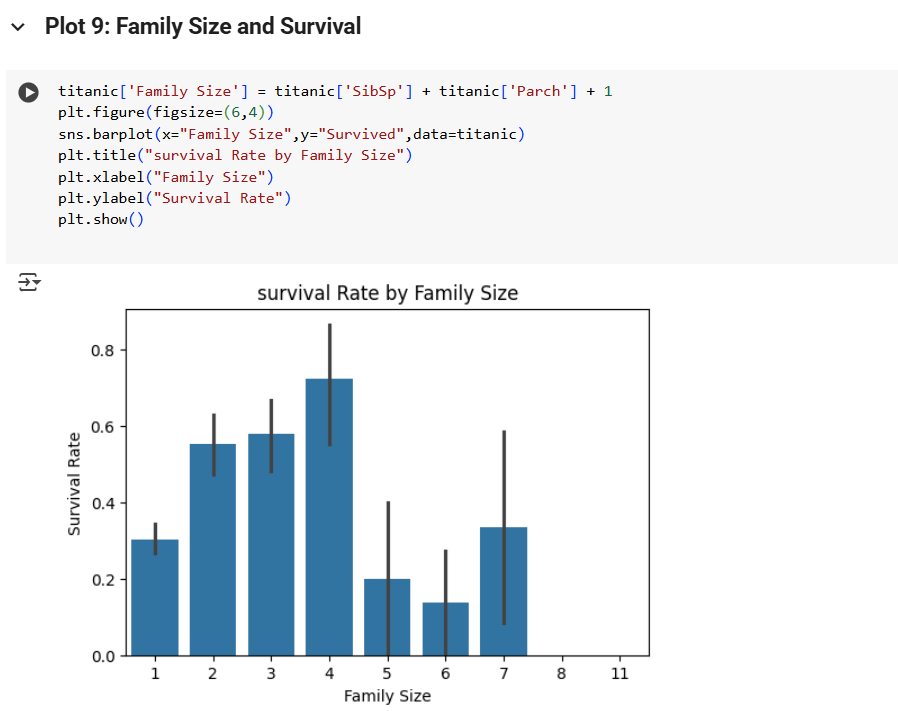 Plot 9: Family Size and Survival
titanic['Family Size'] = titanic['SibSp'] + titanic['Parch'] + 1
plt.figure(figsize=(6,4))
sns.barplot(x="Family Size",y="Survived",data=titanic)
plt.title("survival Rate by Family Size")
plt.xlabel("Family Size")
plt.ylabel("Survival Rate")
plt.show()
survival Rate by Family Size
0.8
0.6
0.4
0.2
0.0
Survival Rate
1 2 3 4 5 6 7 8 11
Family Size